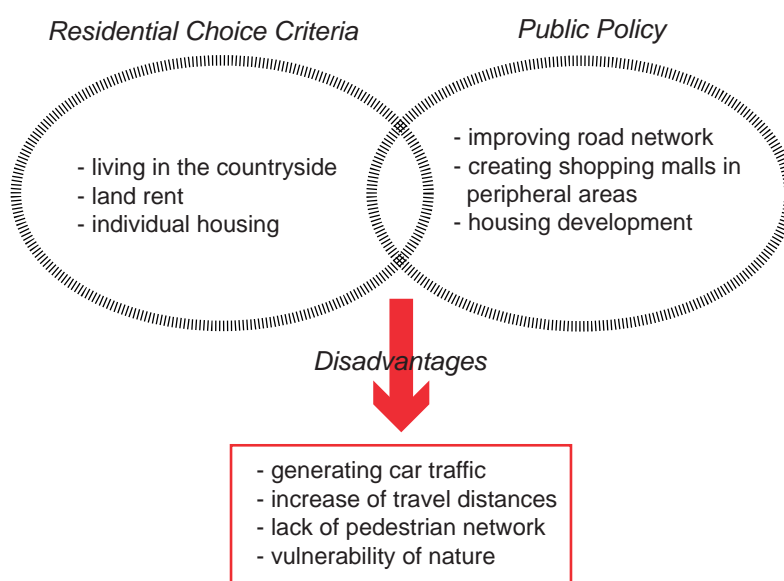 Residential Choice Criteria
Public Policy
- living in the countryside
- land rent
- individual housing
- improving road network
- creating shopping malls in
peripheral areas
- housing development
Disadvantages
- generating car traffic
- increase of travel distances
- lack of pedestrian network
- vulnerability of nature